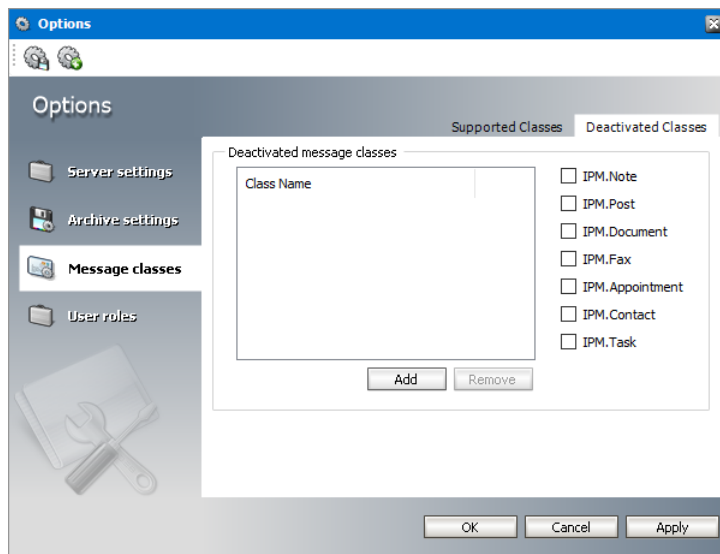 Options
Options
Supported Classes
Deactivated Classes
Server settings
Archive settings
Message classes
User roles
Deactivated message classes
Class Name
IPM.Note
IPM.Post
IPM.Document
IPM.Fax
IPM.Appointment
IPM.Contact
IPM.Task
Add
Remove
OK
Cancel
Apply